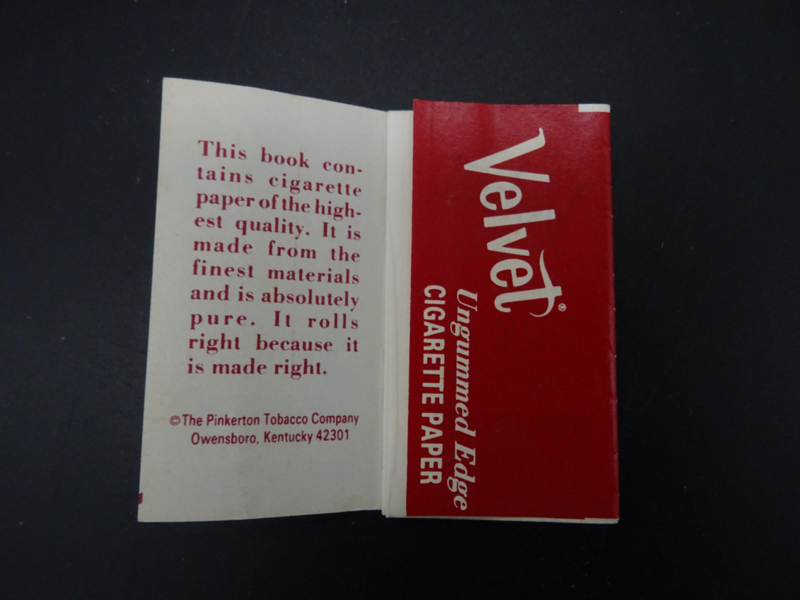 This book con-
tains cigarette
paper of the high-
est quality. It is
made from the
finest materials
and is absolutely
pure. It rolls
right because it
is made right.
©The Pinkerton Tobacco Company
Owensboro, Kentucky 42301
Velvet®
Ungummed Edge
CIGARETTE PAPER